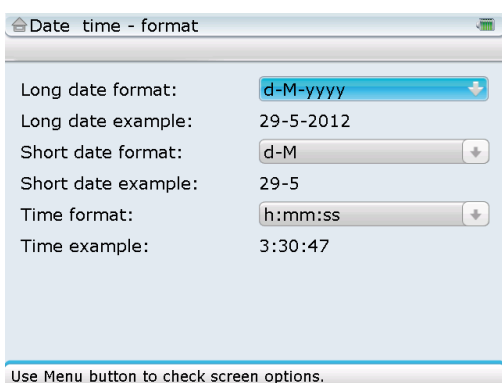 Date time - format
Long date format: d-M-yyyy
Long date example: 29-5-2012
Short date format: d-M
Short date example: 29-5
Time format: h:mm:ss
Time example: 3:30:47
Use Menu button to check screen options.